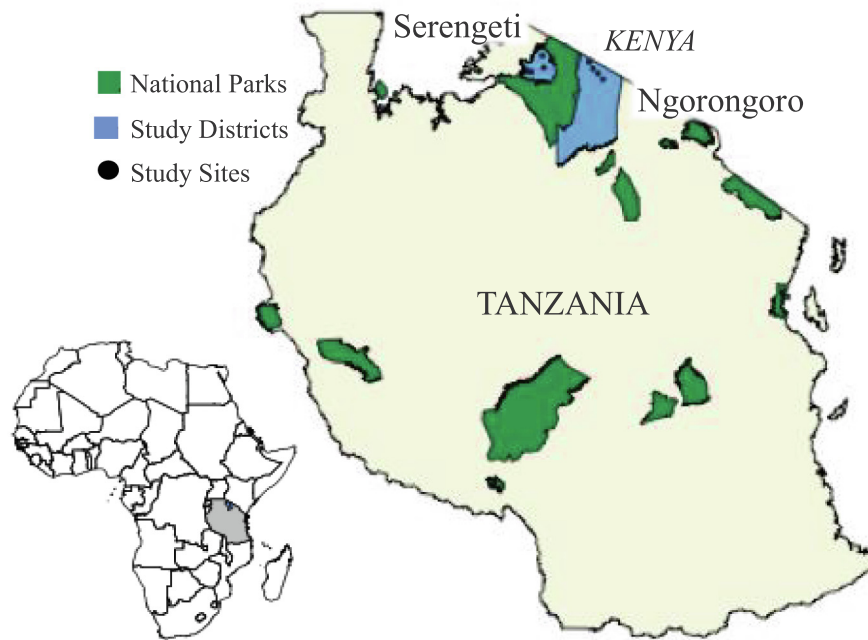 Serengeti
KENYA
National Parks
Ngorongoro
Study Districts
Study Sites
TANZANIA